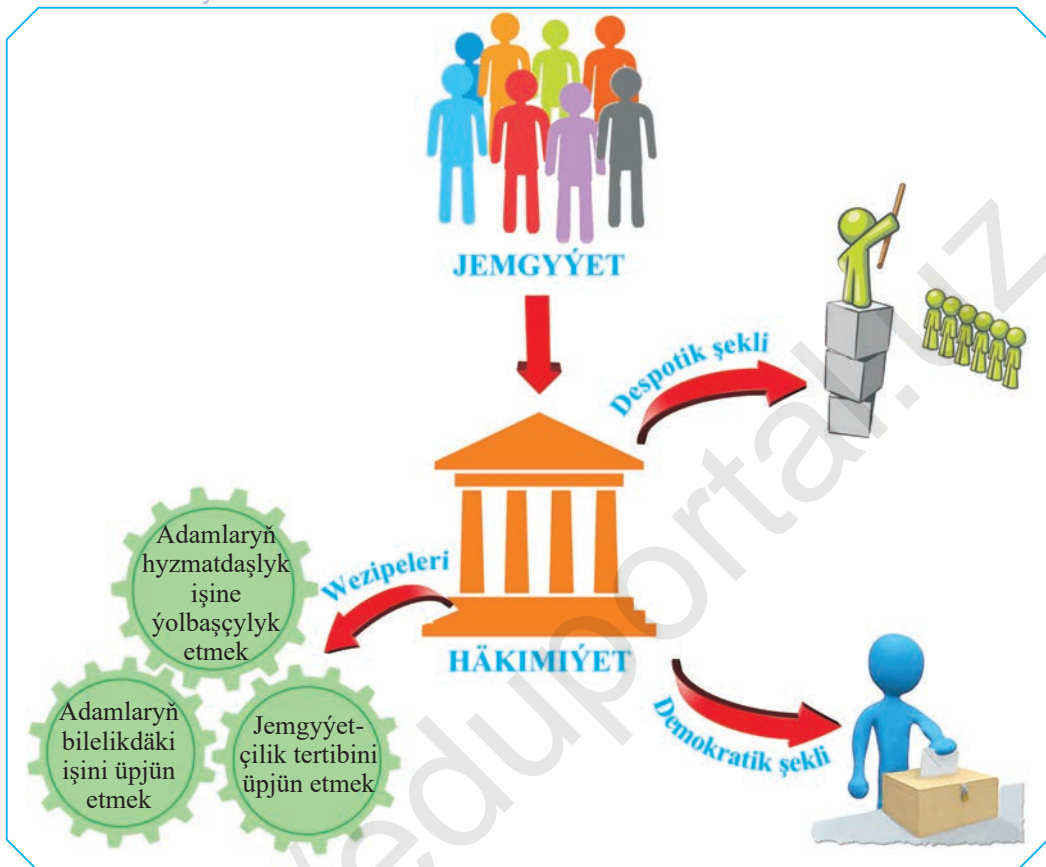 JEMGYÝET
Despotik şekli
Adamlaryň
hyzmatdaşlyk
işine
ýolbaşçylyk
etmek
Wezipeleri
HÄKIMIÝET
Adamlaryň
bilelikdäki
işini üpjün
etmek
Jemgyýet-
çilik tertibini
üpjün etmek
Demokratik şekli
eduportal.uz